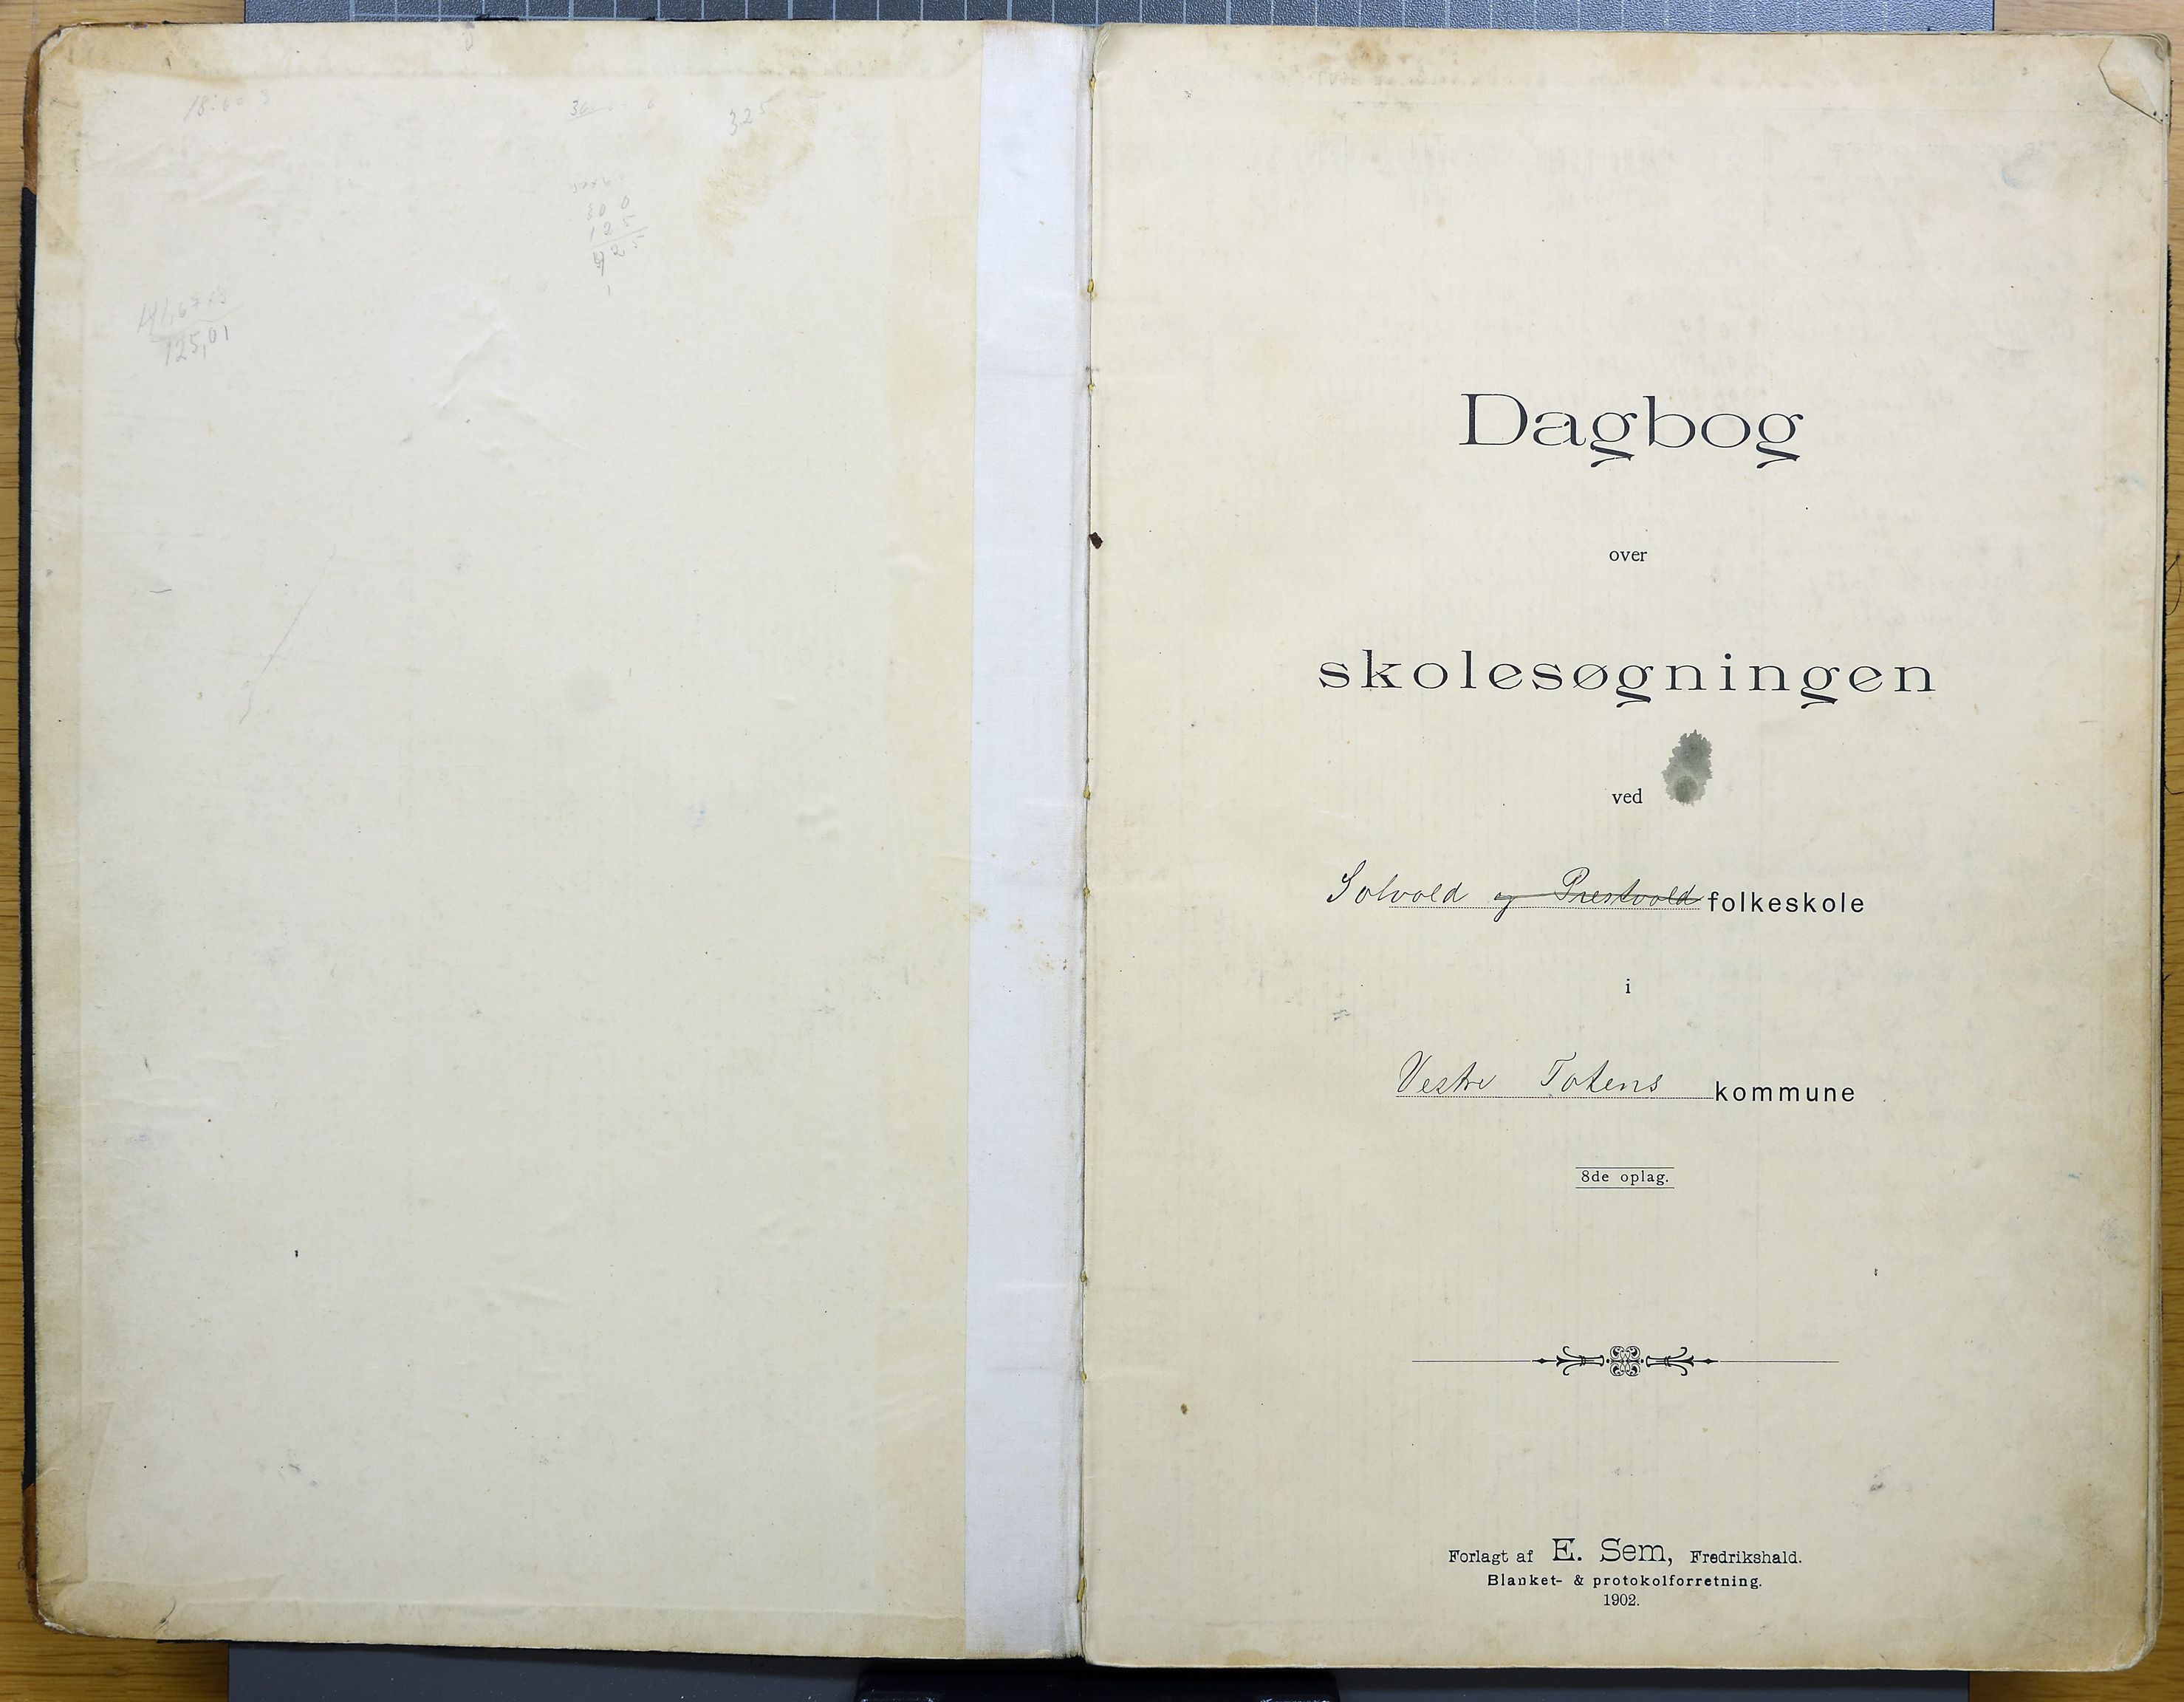 325
300
125
425
125,01
Dagbog
over
skolesøgningen
ved
Solvold og Prestvold folkeskole
i
Vestre Totens kommune
8de oplag.
Forlagt af E. Sem, Fredrikshald.
Blanket- & protokolforretning.
1902.